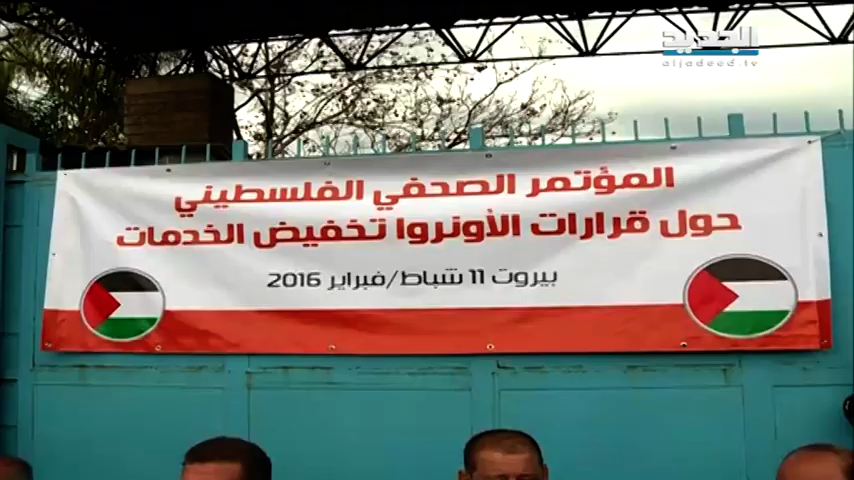 الجديد
aljadeed.tv
المؤتمر الصحفي الفلسطيني
حول قرارات الأونروا تخفيض الخدمات
بيروت 11 شباط/فبراير 2016